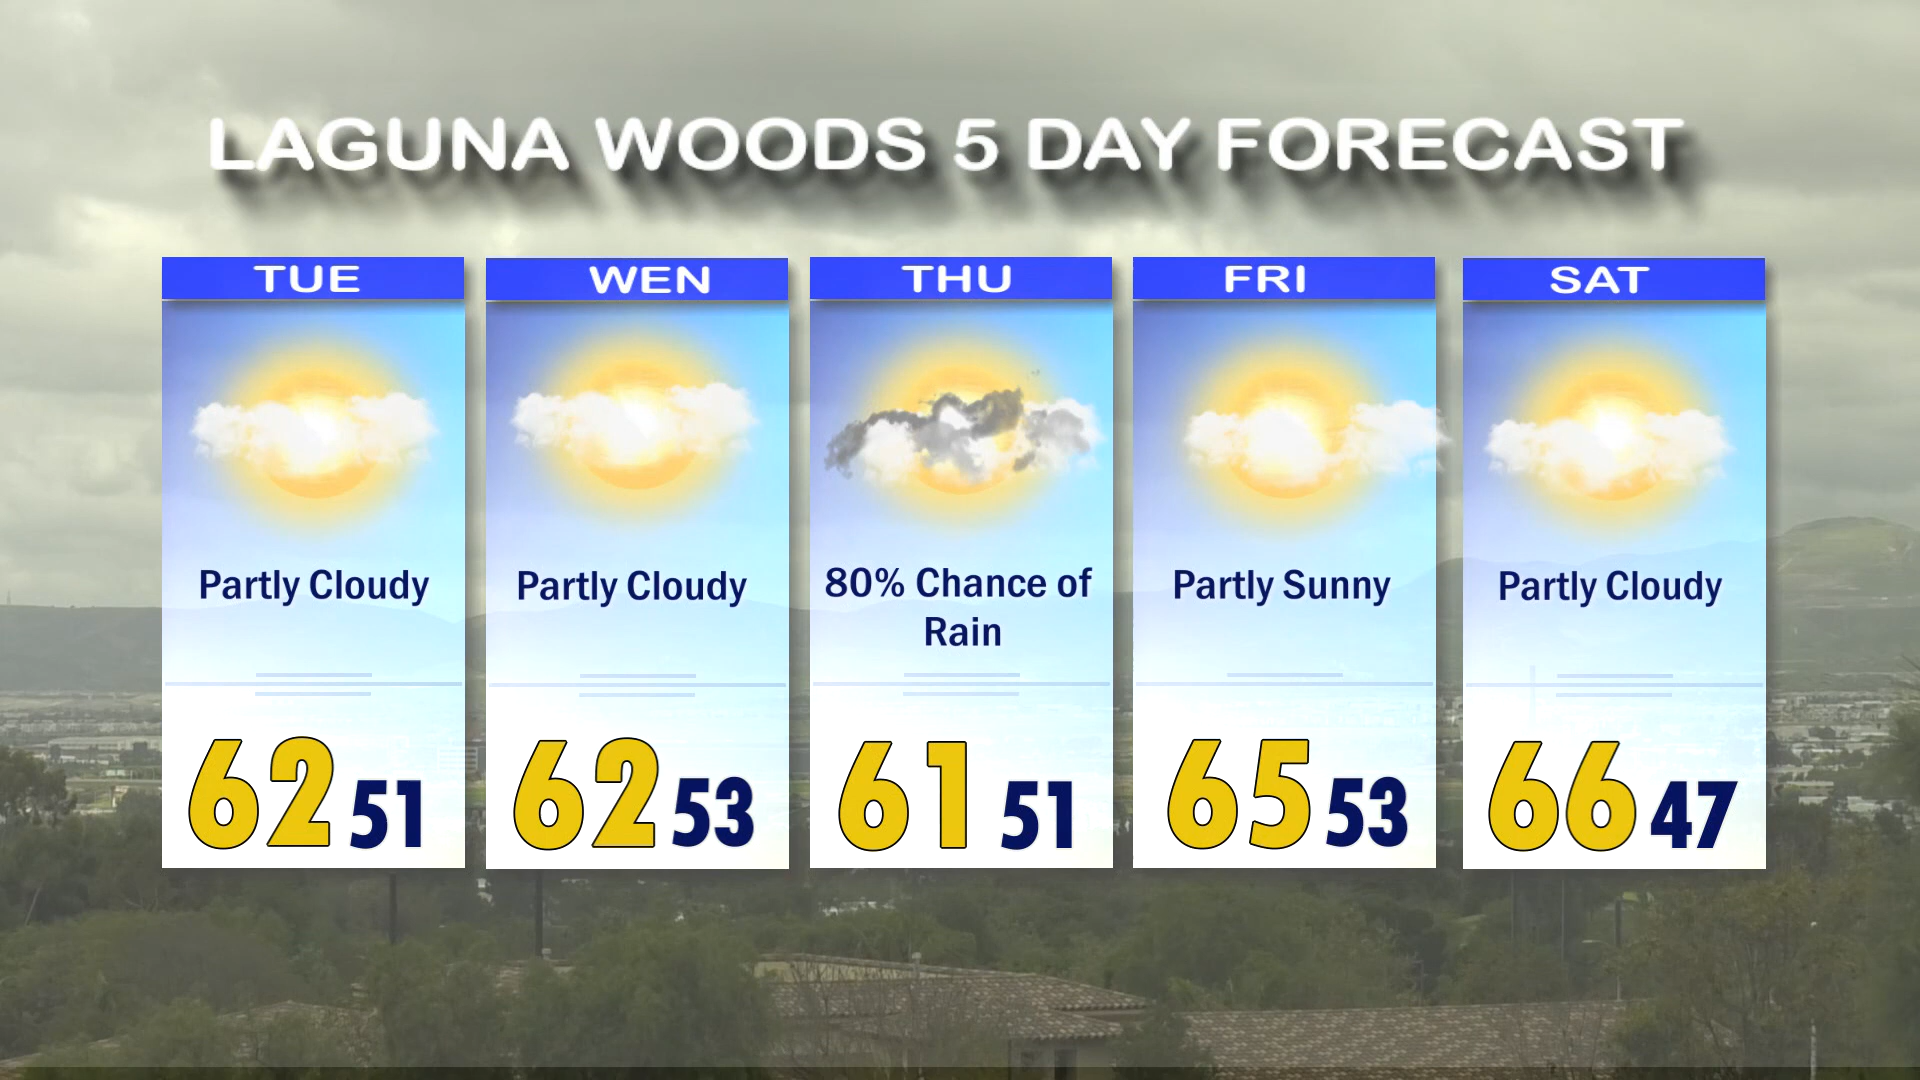 LAGUNA WOODS 5 DAY FORECAST
TUE
Partly Cloudy
62 51
WEN
Partly Cloudy
62 53
THU
80% Chance of
Rain
61 51
FRI
Partly Sunny
65 53
SAT
Partly Cloudy
66 47